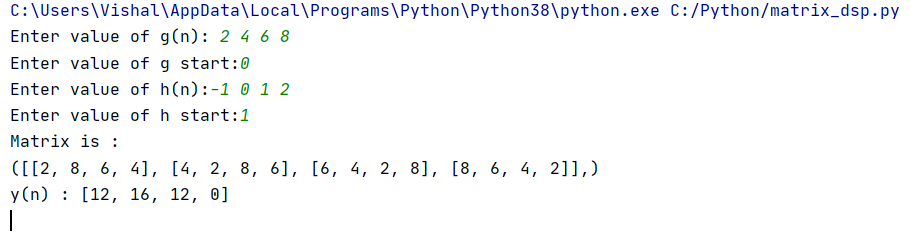 C:\Users\Vishal\AppData\Local\Programs\Python\Python38\python.exe C:/Python/matrix_dsp.py
Enter value of g(n): 2 4 6 8
Enter value of g start:0
Enter value of h(n):-1 0 1 2
Enter value of h start:1
Matrix is :
([[2, 8, 6, 4], [4, 2, 8, 6], [6, 4, 2, 8], [8, 6, 4, 2]],)
y(n) : [12, 16, 12, 0]